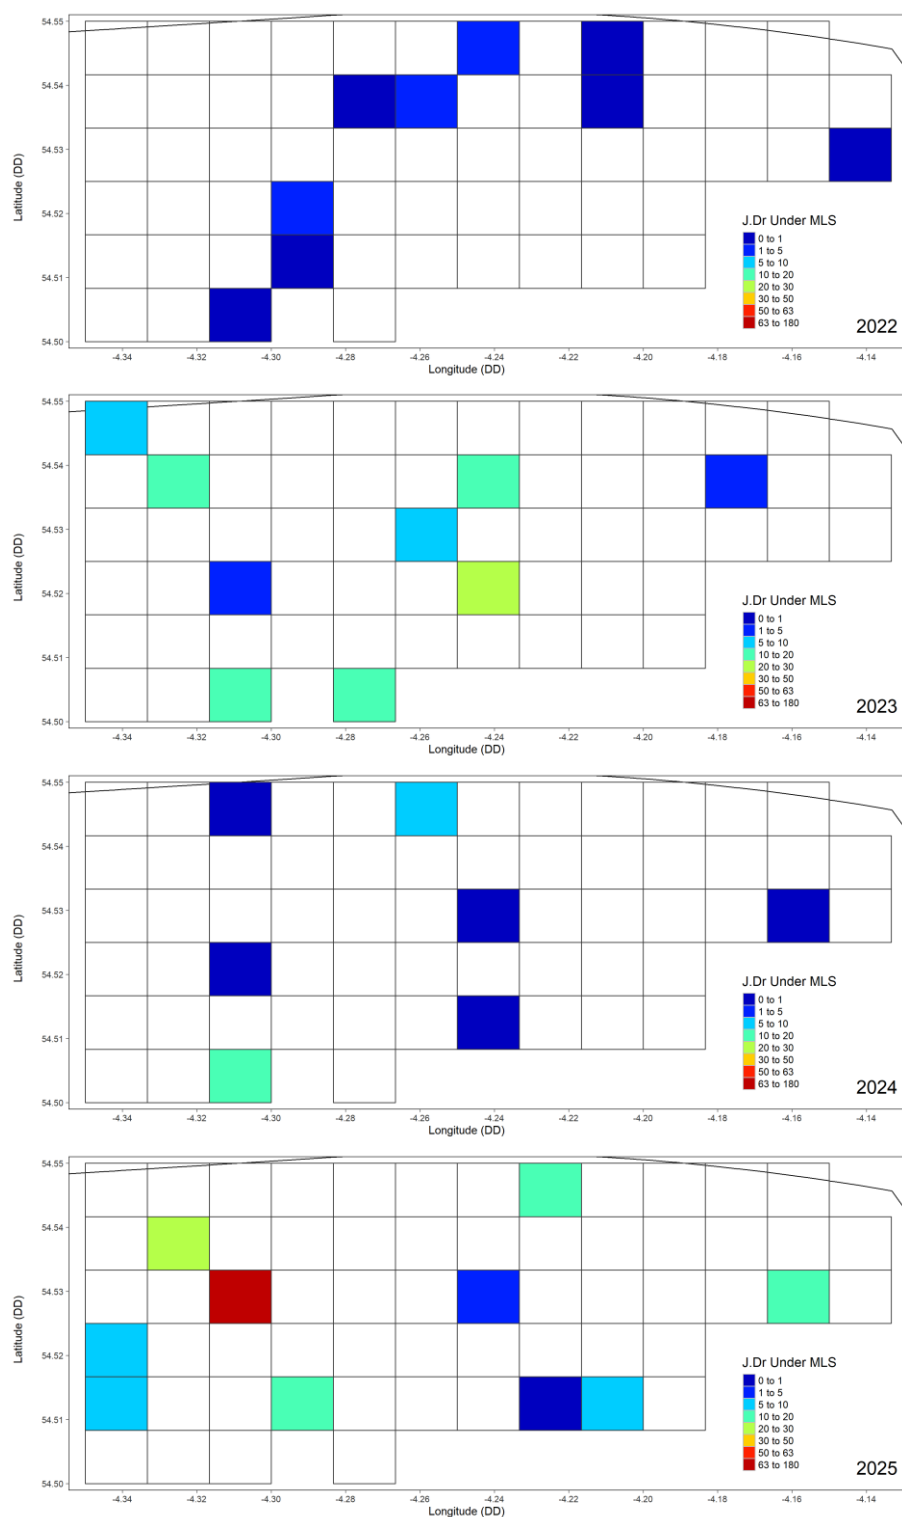 54.55
54.54
54.53
54.52
54.51
54.50
Latitude (DD)
J.Dr Under MLS
0 to 1
1 to 5
5 to 10
10 to 20
20 to 30
30 to 50
50 to 63
63 to 180
2022
-4.34 -4.32 -4.30 -4.28 -4.26 -4.24 -4.22 -4.20 -4.18 -4.16 -4.14
Longitude (DD)
54.55
54.54
54.53
54.52
54.51
54.50
Latitude (DD)
J.Dr Under MLS
0 to 1
1 to 5
5 to 10
10 to 20
20 to 30
30 to 50
50 to 63
63 to 180
2023
-4.34 -4.32 -4.30 -4.28 -4.26 -4.24 -4.22 -4.20 -4.18 -4.16 -4.14
Longitude (DD)
54.55
54.54
54.53
54.52
54.51
54.50
Latitude (DD)
J.Dr Under MLS
0 to 1
1 to 5
5 to 10
10 to 20
20 to 30
30 to 50
50 to 63
63 to 180
2024
-4.34 -4.32 -4.30 -4.28 -4.26 -4.24 -4.22 -4.20 -4.18 -4.16 -4.14
Longitude (DD)
54.55
54.54
54.53
54.52
54.51
54.50
Latitude (DD)
J.Dr Under MLS
0 to 1
1 to 5
5 to 10
10 to 20
20 to 30
30 to 50
50 to 63
63 to 180
2025
-4.34 -4.32 -4.30 -4.28 -4.26 -4.24 -4.22 -4.20 -4.18 -4.16 -4.14
Longitude (DD)